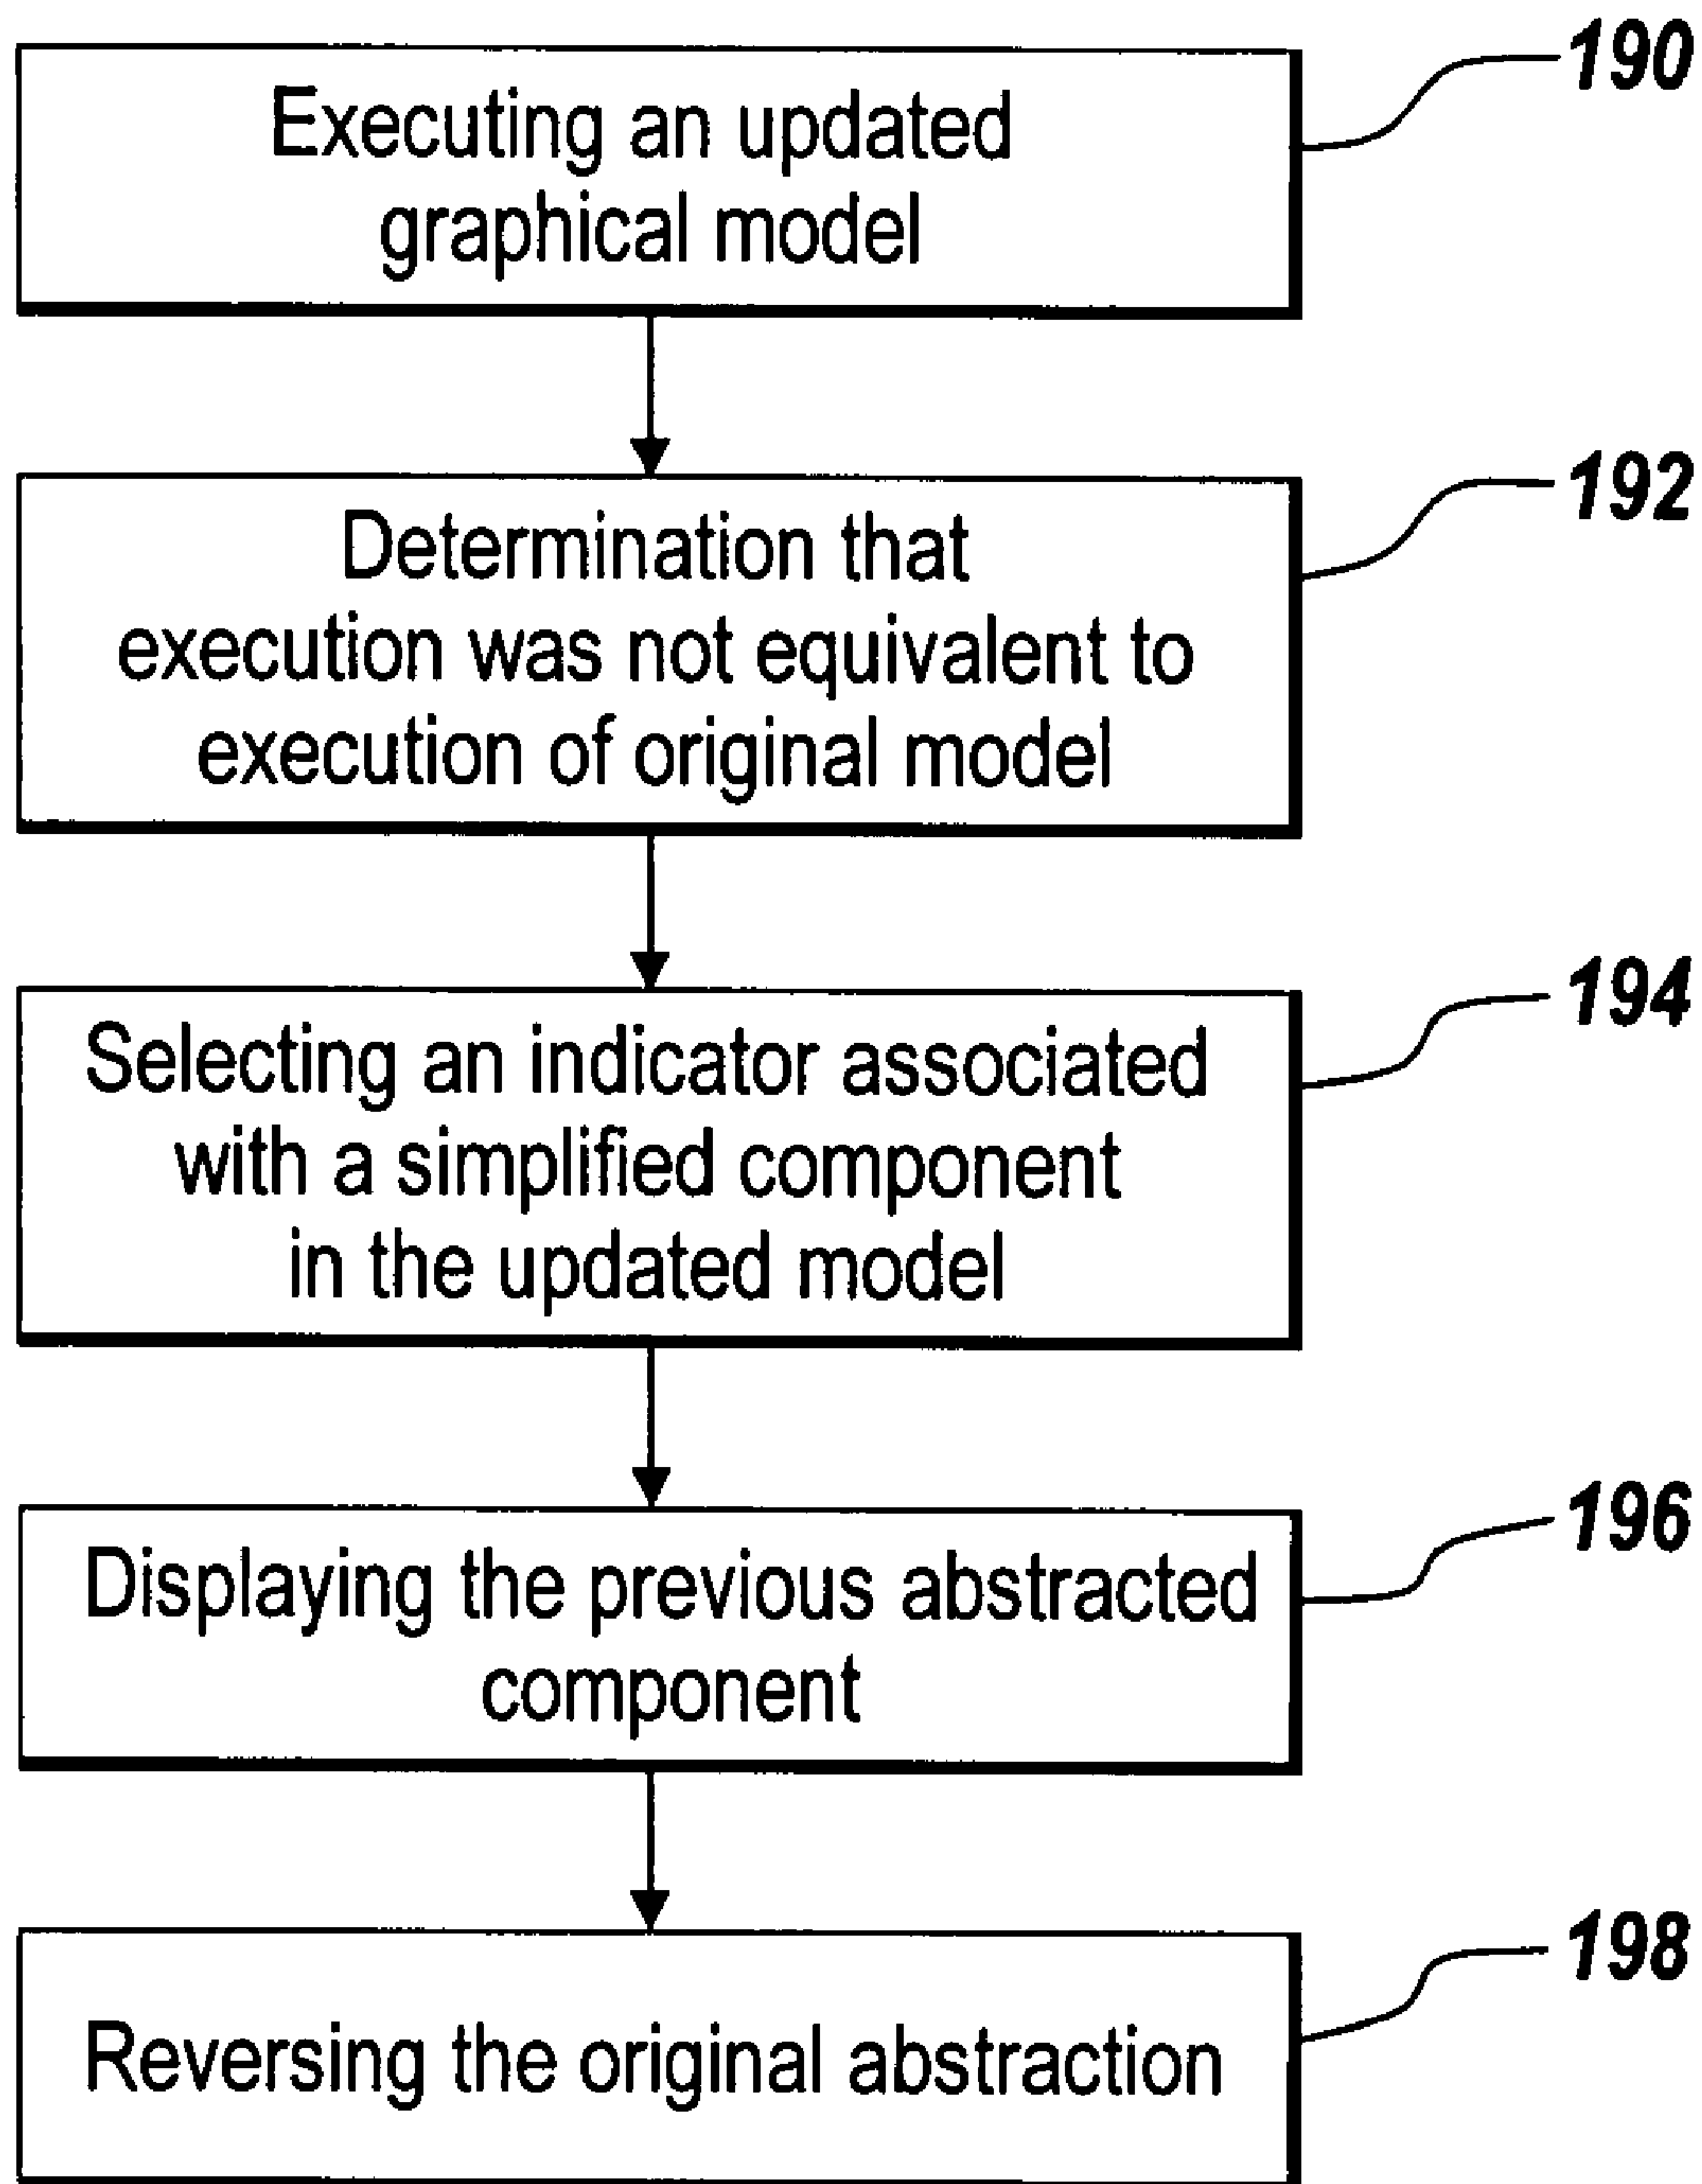 190
Executing an updated
graphical model
192
Determination that
execution was not equivalent to
execution of original model
194
Selecting an indicator associated
with a simplified component
in the updated model
196
Displaying the previous abstracted
component
198
Reversing the original abstraction